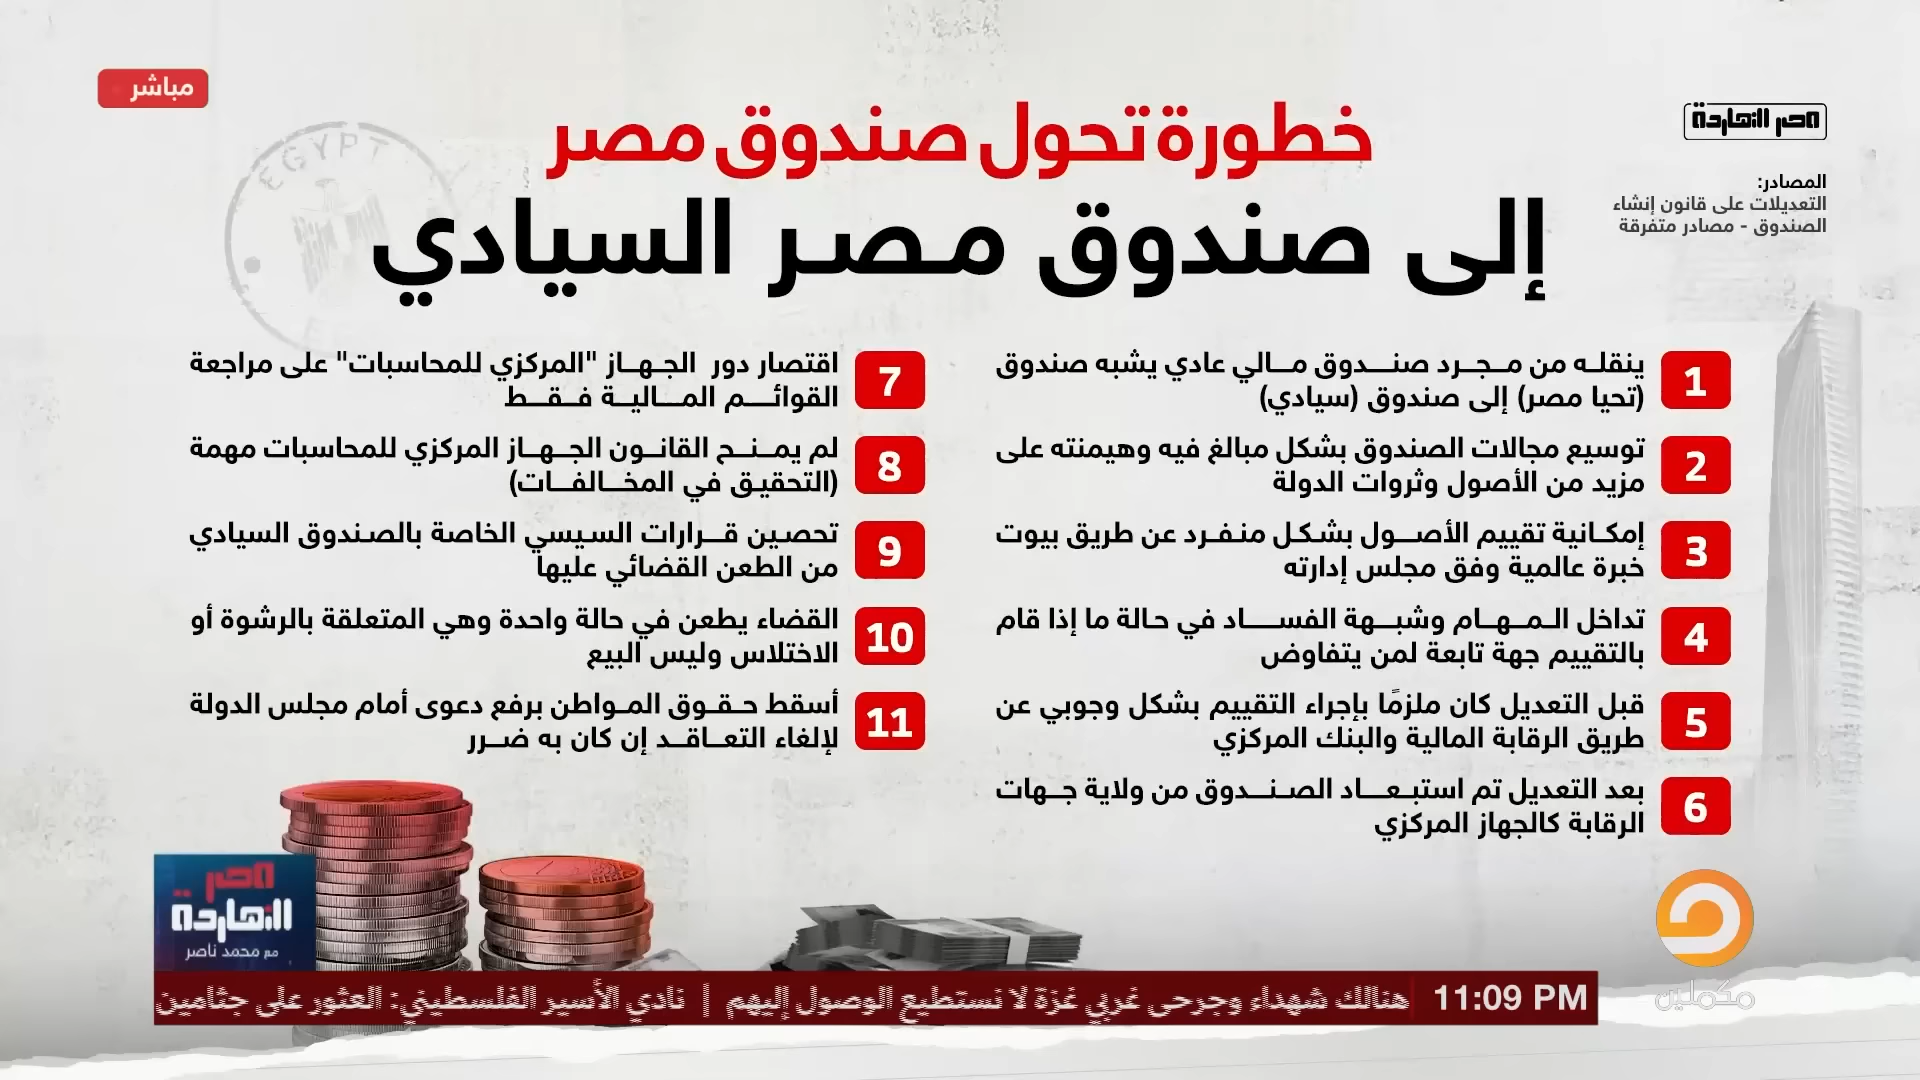 مباشر
مصر النهاردة
المصادر:
التعديلات على قانون إنشاء
الصندوق - مصادر متفرقة
EGYPT
خطورة تحول صندوق مصر
إلى صندوق مصر السيادي
1
ينقله من مجرد صندوق مالي عادي يشبه صندوق
(تحيا مصر) إلى صندوق (سيادي)
2
توسيع مجالات الصندوق بشكل مبالغ فيه وهيمنته على
مزيد من الأصول وثروات الدولة
3
إمكانية تقييم الأصول بشكل منفرد عن طريق بيوت
خبرة عالمية وفق مجلس إدارته
4
تداخل المهام وشبهة الفساد في حالة ما إذا قام
بالتقييم جهة تابعة لمن يتفاوض
5
قبل التعديل كان ملزمًا بإجراء التقييم بشكل وجوبي عن
طريق الرقابة المالية والبنك المركزي
6
بعد التعديل تم استبعاد الصندوق من ولاية جهات
الرقابة كالجهاز المركزي
7
اقتصار دور الجهاز "المركزي للمحاسبات" على مراجعة
القوائم المالية فقط
8
لم يمنح القانون الجهاز المركزي للمحاسبات مهمة
(التحقيق في المخالفات)
9
تحصين قرارات السيسي الخاصة بالصندوق السيادي
من الطعن القضائي عليها
10
القضاء يطعن في حالة واحدة وهي المتعلقة بالرشوة أو
الاختلاس وليس البيع
11
أسقط حقوق المواطن برفع دعوى أمام مجلس الدولة
لإلغاء التعاقد إن كان به ضرر
مصر
النهاردة
مع محمد ناصر
مكملين
11:09 PM
هنالك شهداء وجرحى غربي غزة لا نستطيع الوصول إليهم | نادي الأسير الفلسطيني: العثور على جثامين